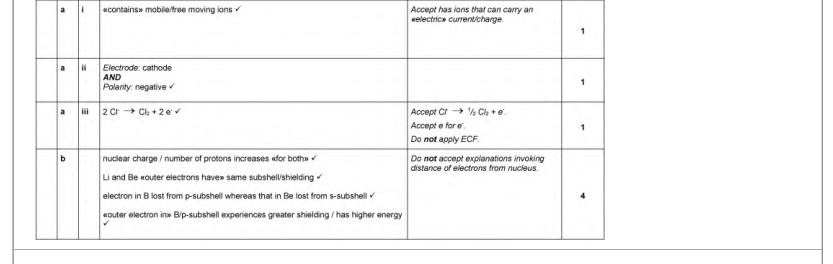 a i «contains» mobile/free moving ions ✓ Accept has ions that can carry an
«electric» current/charge. 1
a ii Electrode: cathode
AND
Polarity: negative ✓ 1
a iii 2 Cl⁻ → Cl₂ + 2 e⁻ ✓ Accept Cl⁻ → ½ Cl₂ + e⁻.
Accept e for e⁻.
Do not apply ECF. 1
b nuclear charge / number of protons increases «for both» ✓ Do not accept explanations invoking
distance of electrons from nucleus.
Li and Be «outer electrons have» same subshell/shielding ✓
electron in B lost from p-subshell whereas that in Be lost from s-subshell ✓ 4
«outer electron in» B/p-subshell experiences greater shielding / has higher energy
✓